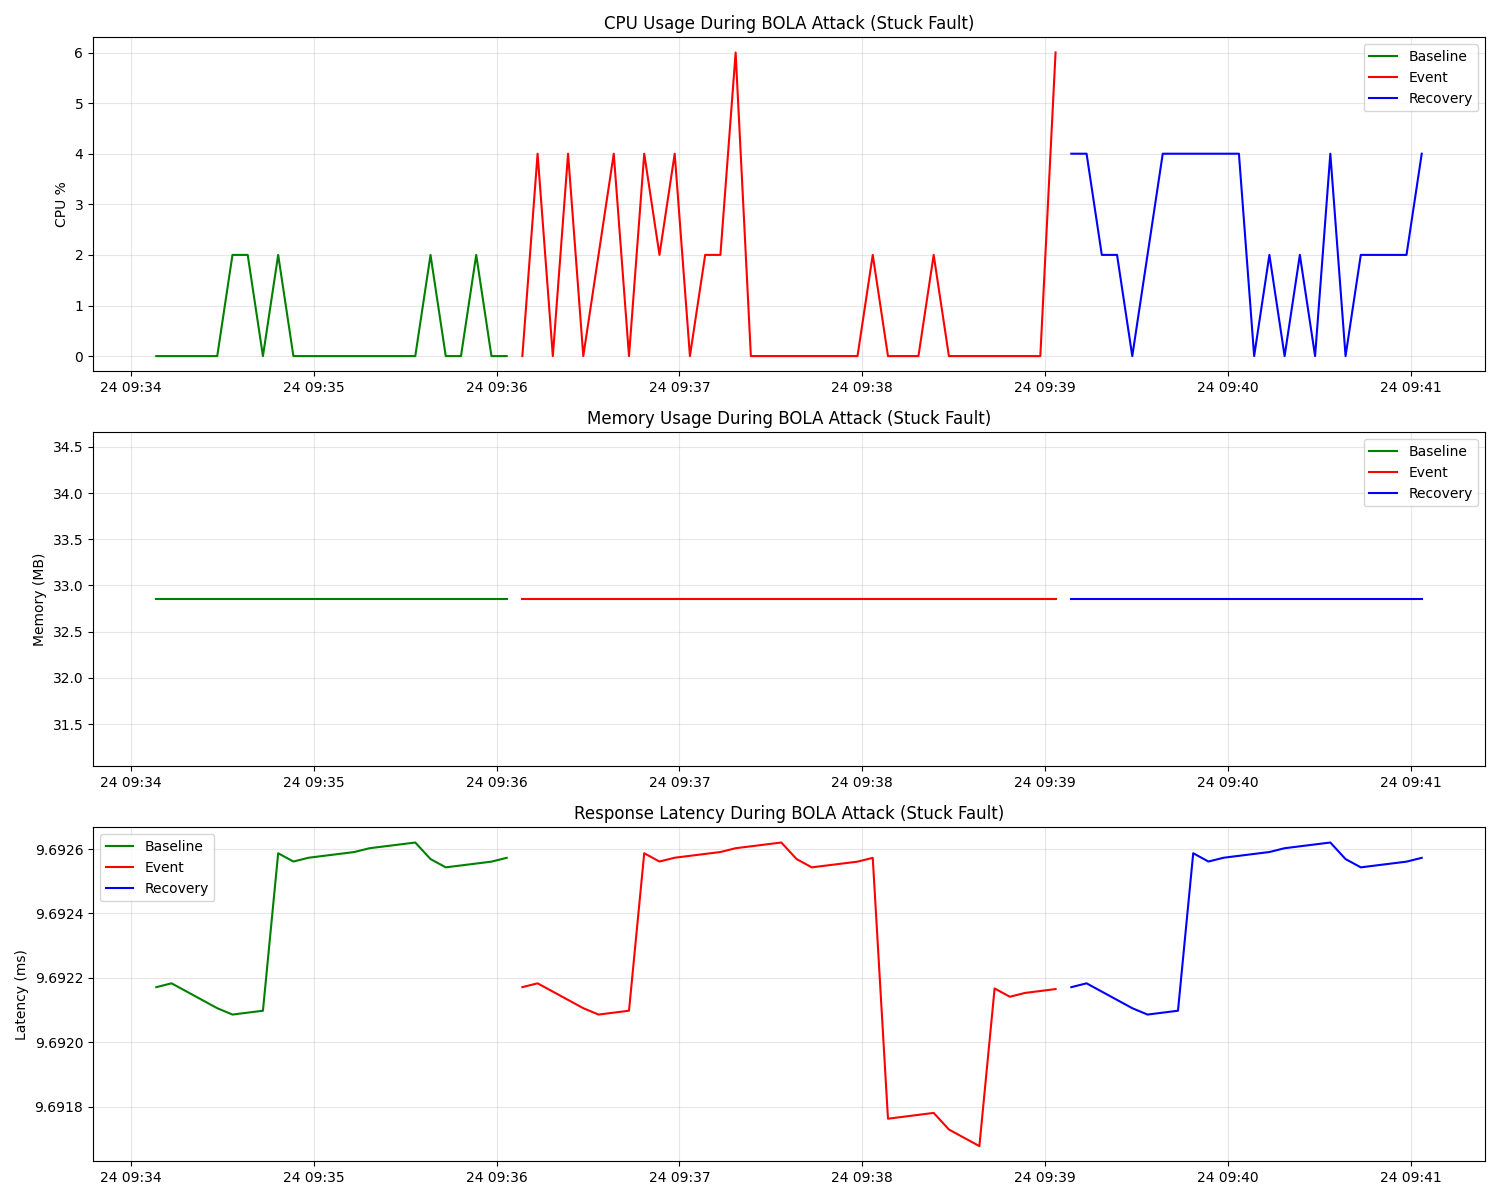 CPU Usage During BOLA Attack (Stuck Fault)
CPU %
6
5
4
3
2
1
0
Baseline
Event
Recovery
24 09:34 24 09:35 24 09:36 24 09:37 24 09:38 24 09:39 24 09:40 24 09:41
Memory Usage During BOLA Attack (Stuck Fault)
Memory (MB)
34.5
34.0
33.5
33.0
32.5
32.0
31.5
Baseline
Event
Recovery
24 09:34 24 09:35 24 09:36 24 09:37 24 09:38 24 09:39 24 09:40 24 09:41
Response Latency During BOLA Attack (Stuck Fault)
Latency (ms)
9.6926
9.6924
9.6922
9.6920
9.6918
Baseline
Event
Recovery
24 09:34 24 09:35 24 09:36 24 09:37 24 09:38 24 09:39 24 09:40 24 09:41